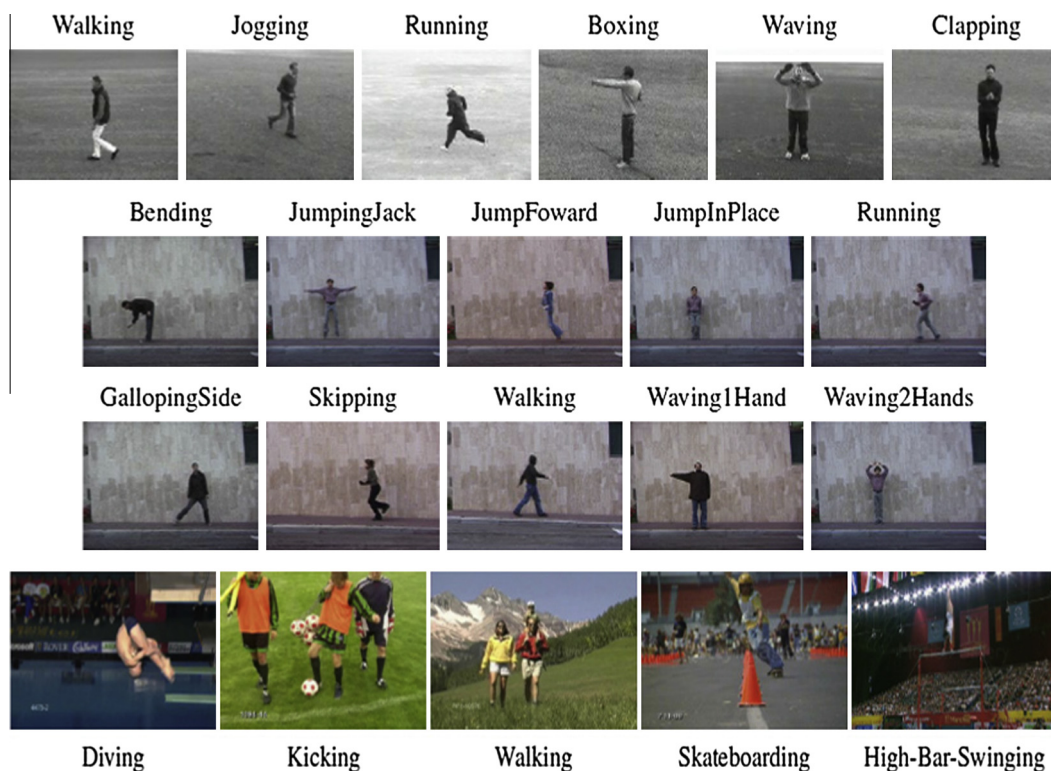 Walking Jogging Running Boxing Waving Clapping
Bending JumpingJack JumpFoward JumpInPlace Running
GallopingSide Skipping Walking Waving1Hand Waving2Hands
Diving Kicking Walking Skateboarding High-Bar-Swinging